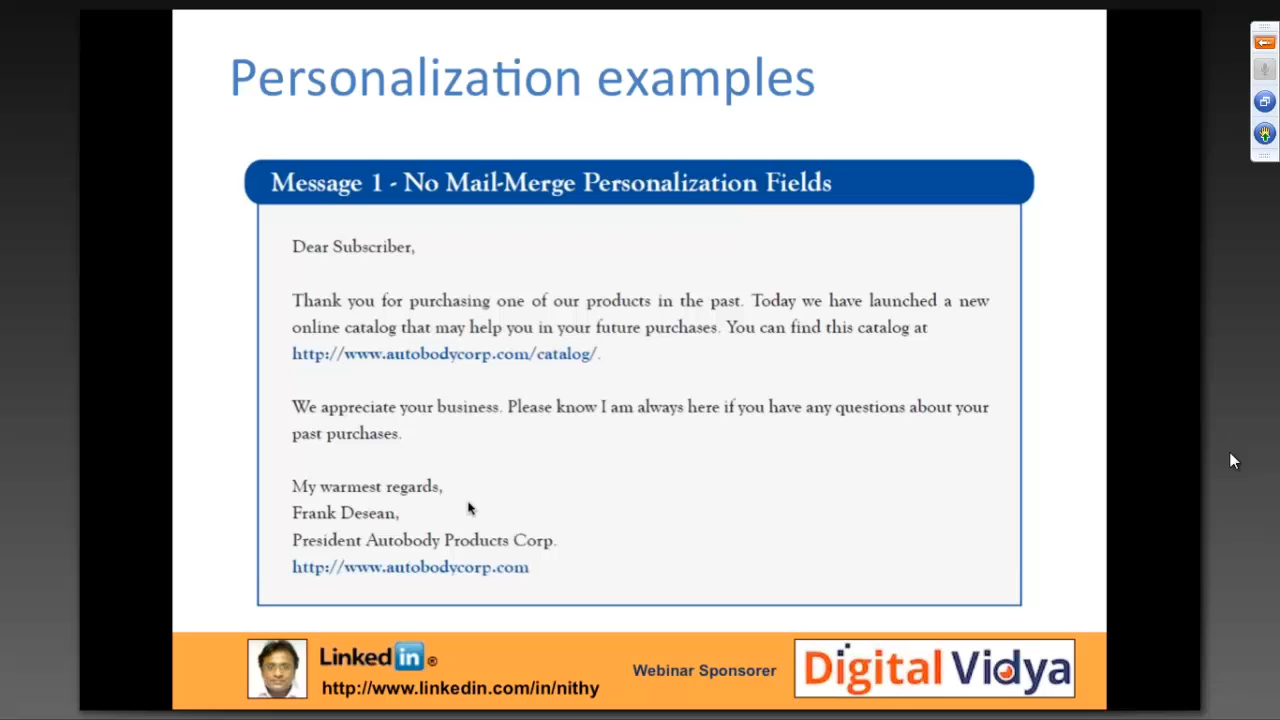 Personalization examples
Message 1 - No Mail-Merge Personalization Fields
Dear Subscriber,
Thank you for purchasing one of our products in the past. Today we have launched a new
online catalog that may help you in your future purchases. You can find this catalog at
http://www.autobodycorp.com/catalog/.
We appreciate your business. Please know I am always here if you have any questions about your
past purchases.
My warmest regards,
Frank Desean,
President Autobody Products Corp.
http://www.autobodycorp.com
Linked in ®
http://www.linkedin.com/in/nithy
Webinar Sponsorer
Digital Vidya